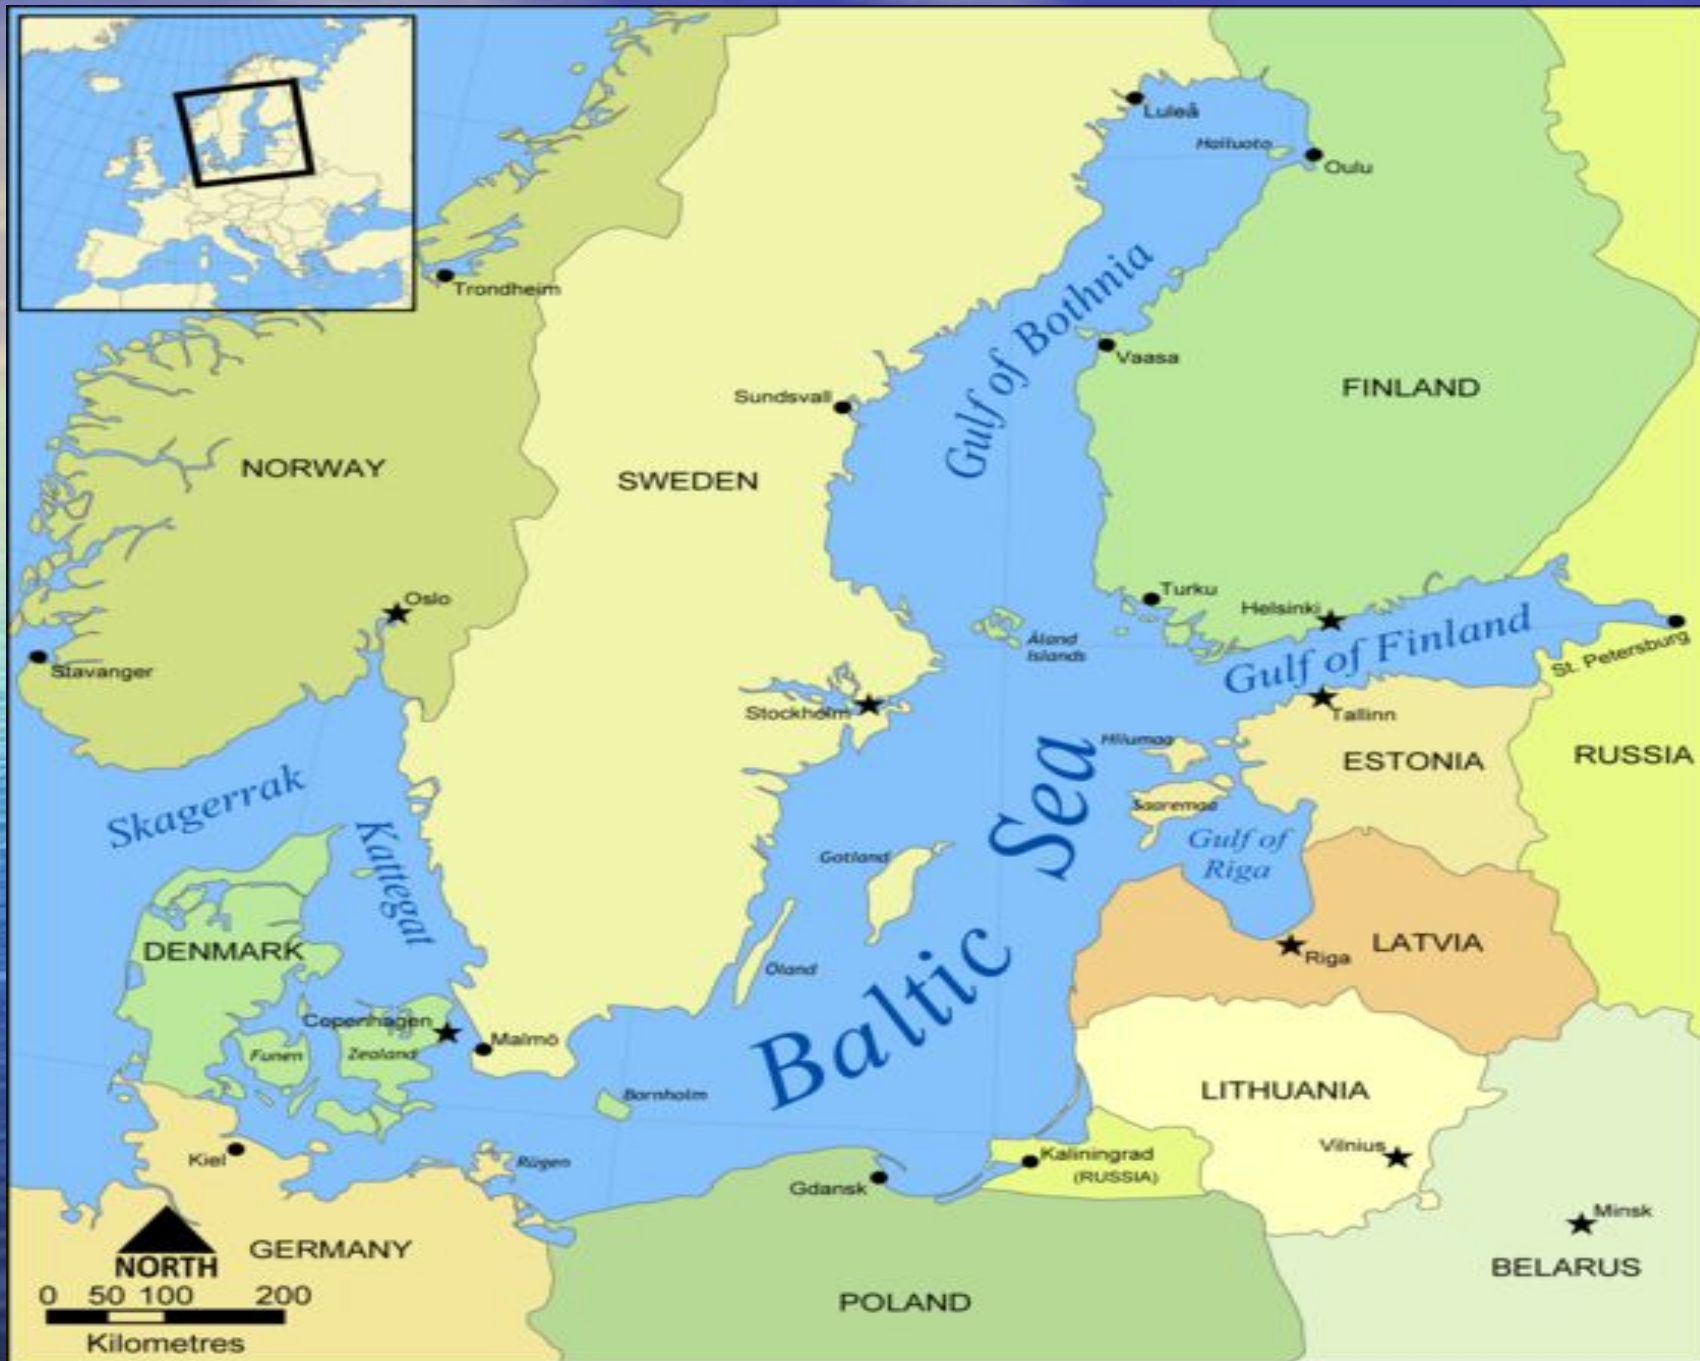 Luleå
Hailuoto
Oulu
Trondheim
Gulf of Bothnia
Vaasa
FINLAND
Sundsvall
NORWAY
SWEDEN
Turku
Oslo
Helsinki
Gulf of Finland
Åland
Islands
St. Petersburg
Stavanger
Stockholm
Tallinn
Hiiumaa
ESTONIA
RUSSIA
Skagerrak
Kattegat
Saaremaa
Gulf of
Riga
Gotland
Baltic Sea
DENMARK
LATVIA
Riga
Oland
Copenhagen
Malmö
Funen
Zealand
Bornholm
LITHUANIA
Vilnius
Kiel
Rügen
Gdansk
Kaliningrad
(RUSSIA)
Minsk
BELARUS
GERMANY
POLAND
NORTH
0 50 100 200
Kilometres